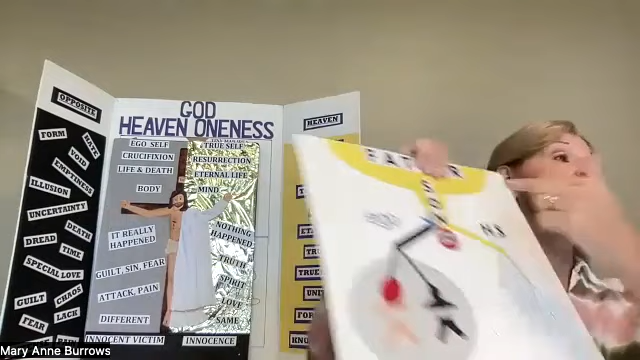 OPPOSITE
FORM
HATE
VOID
EMPTINESS
ILLUSION
UNCERTAINTY
DEATH
DREAD
TIME
SPECIAL LOVE
GUILT
CHAOS
LACK
FEAR
GOD
HEAVEN ONENESS
EGO SELF
CRUCIFIXION
LIFE & DEATH
BODY
IT REALLY
HAPPENED
GUILT, SIN, FEAR
ATTACK, PAIN
DIFFERENT
INNOCENT VICTIM
TRUE SELF
RESURRECTION
ETERNAL LIFE
MIND
NOTHING
HAPPENED
TRUTH
SPIRIT
LOVE
SAME
INNOCENCE
HEAVEN
SON
Mary Anne Burrows